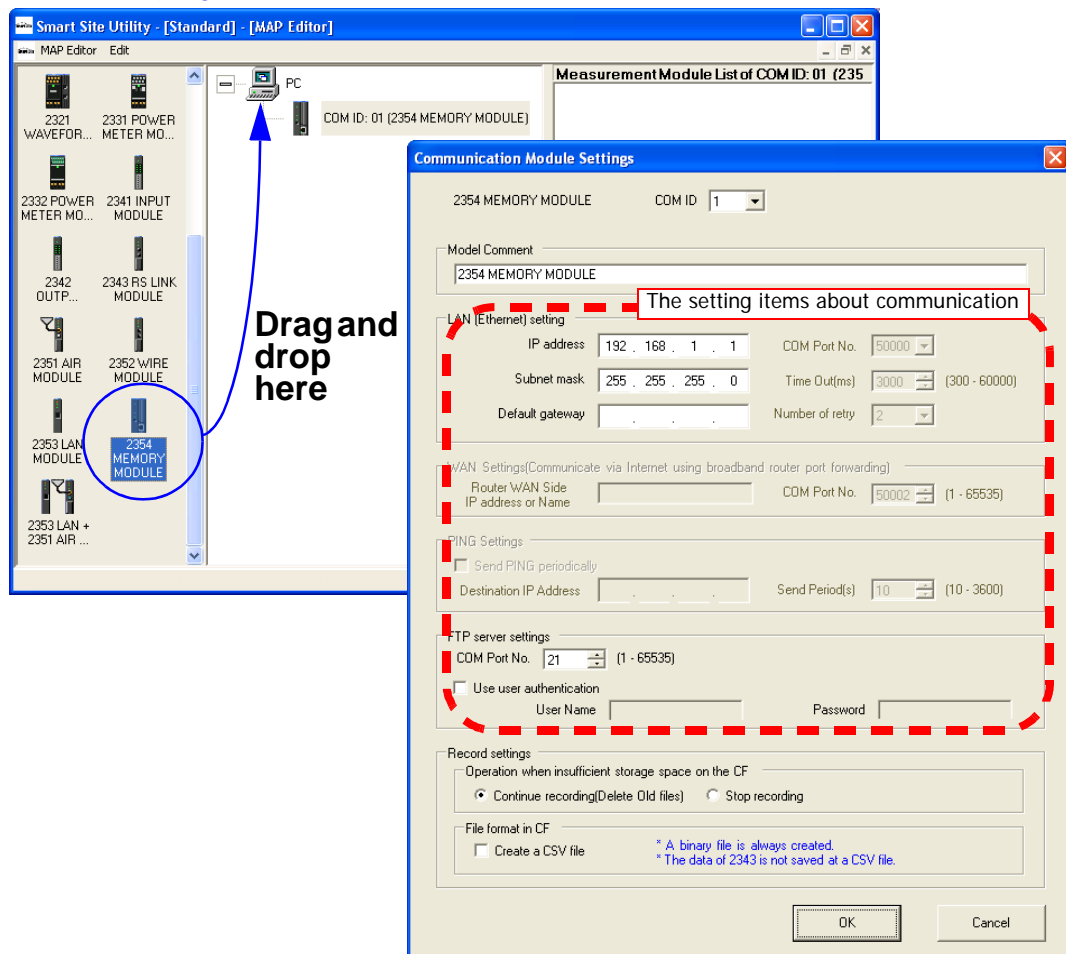 Smart Site Utility - [Standard] - [MAP Editor]
MAP Editor Edit
2321 WAVEFOR...
2331 POWER METER MO...
2332 POWER METER MO...
2341 INPUT MODULE
2342 OUTP...
2343 RS LINK MODULE
2351 AIR MODULE
2352 WIRE MODULE
2353 LAN MODULE
2354 MEMORY MODULE
2353 LAN + 2351 AIR ...
PC
COM ID: 01 (2354 MEMORY MODULE)
Measurement Module List of COM ID: 01 (235
Drag and
drop
here
Communication Module Settings
2354 MEMORY MODULE COM ID 1
Model Comment
2354 MEMORY MODULE
The setting items about communication
LAN (Ethernet) setting
IP address 192 . 168 . 1 . 1 COM Port No. 50000
Subnet mask 255 . 255 . 255 . 0 Time Out(ms) 3000 (300 - 60000)
Default gateway . . . Number of retry 2
WAN Settings(Communicate via Internet using broadband router port forwarding)
Router WAN Side
IP address or Name COM Port No. 50002 (1 - 65535)
PING Settings
Send PING periodically
Destination IP Address . . . Send Period(s) 10 (10 - 3600)
FTP server settings
COM Port No. 21 (1 - 65535)
Use user authentication
User Name Password
Record settings
Operation when insufficient storage space on the CF
Continue recording(Delete Old files) Stop recording
File format in CF
Create a CSV file * A binary file is always created.
* The data of 2343 is not saved at a CSV file.
OK Cancel